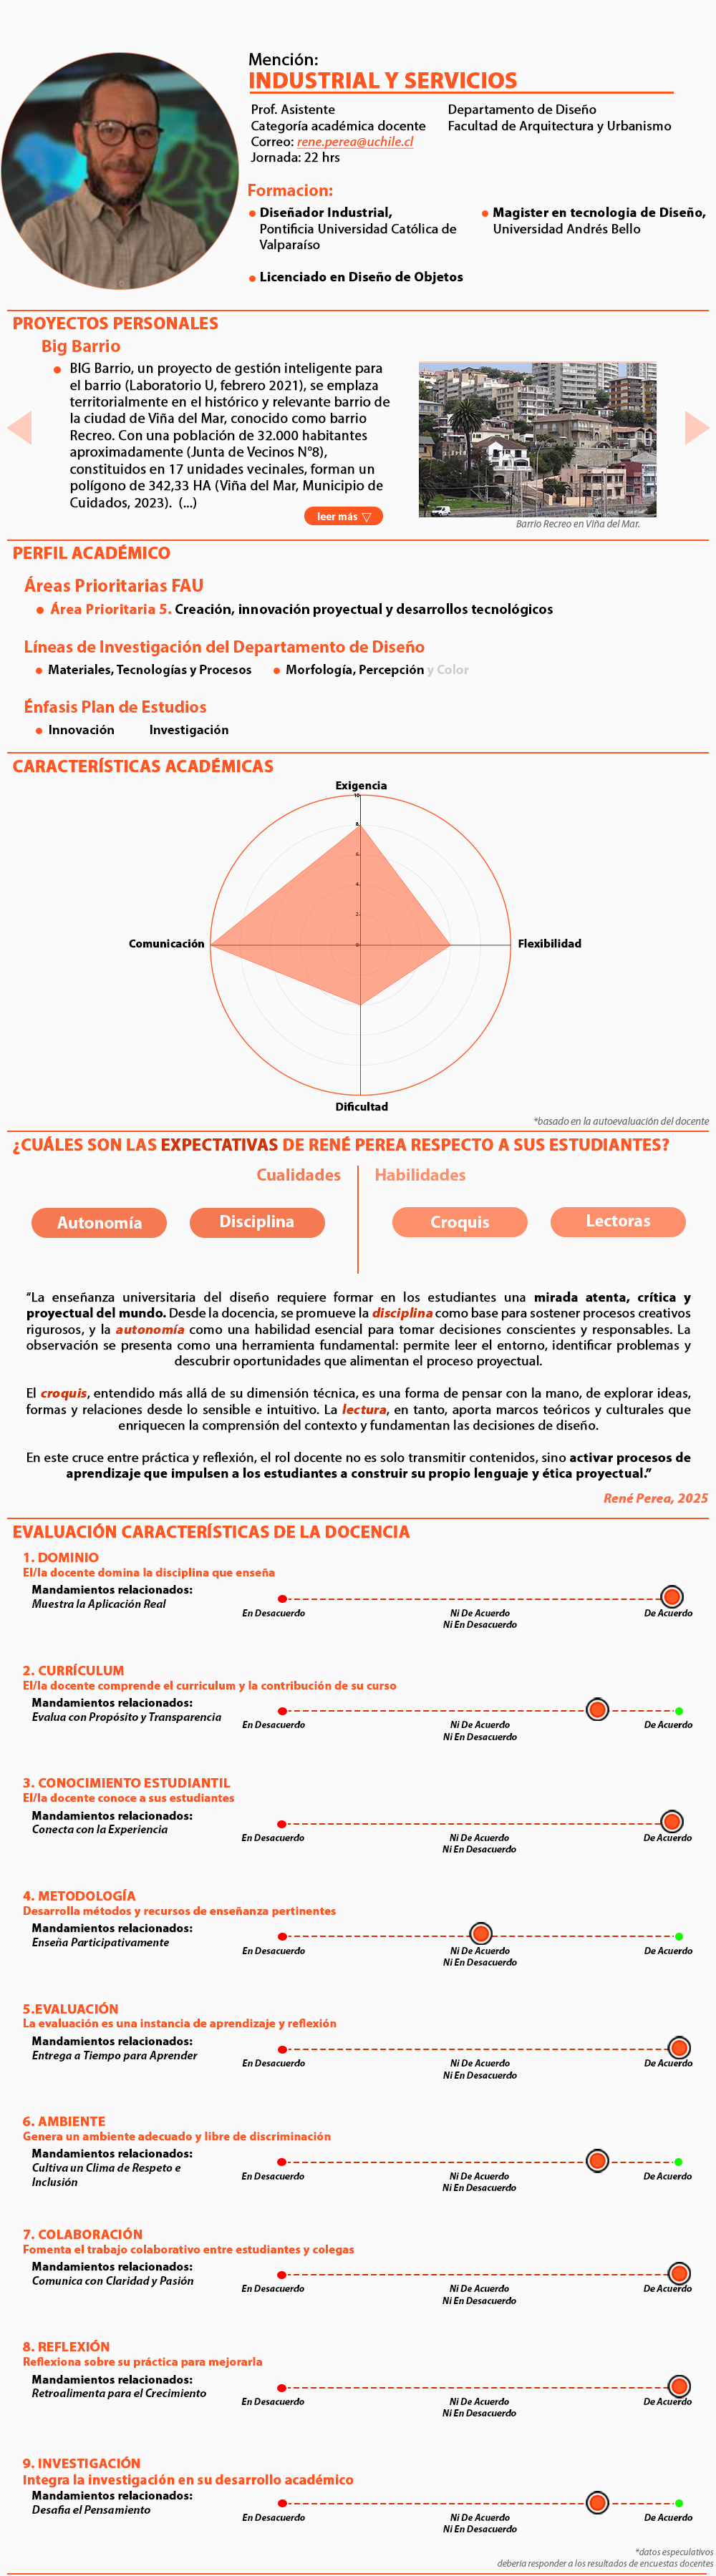 Mención:
INDUSTRIAL Y SERVICIOS
Prof. Asistente
Categoría académica docente
Correo: rene.perea@uchile.cl
Jornada: 22 hrs
Departamento de Diseño
Facultad de Arquitectura y Urbanismo
Formacion:
Diseñador Industrial,
Pontificia Universidad Católica de
Valparaíso
Magister en tecnologia de Diseño,
Universidad Andrés Bello
Licenciado en Diseño de Objetos
PROYECTOS PERSONALES
Big Barrio
BIG Barrio, un proyecto de gestión inteligente para
el barrio (Laboratorio U, febrero 2021), se emplaza
territorialmente en el histórico y relevante barrio de
la ciudad de Viña del Mar, conocido como barrio
Recreo. Con una población de 32.000 habitantes
aproximadamente (Junta de Vecinos N°8),
constituidos en 17 unidades vecinales, forman un
polígono de 342,33 HA (Viña del Mar, Municipio de
Cuidados, 2023). (...)
leer más
Barrio Recreo en Viña del Mar.
PERFIL ACADÉMICO
Áreas Prioritarias FAU
Área Prioritaria 5. Creación, innovación proyectual y desarrollos tecnológicos
Líneas de Investigación del Departamento de Diseño
Materiales, Tecnologías y Procesos
Morfología, Percepción y Color
Énfasis Plan de Estudios
Innovación
Investigación
CARACTERÍSTICAS ACADÉMICAS
Exigencia
10
8
6
4
2
0
Comunicación
Flexibilidad
Dificultad
*basado en la autoevaluación del docente
¿CUÁLES SON LAS EXPECTATIVAS DE RENÉ PEREA RESPECTO A SUS ESTUDIANTES?
Cualidades
Habilidades
Autonomía
Disciplina
Croquis
Lectoras
“La enseñanza universitaria del diseño requiere formar en los estudiantes una mirada atenta, crítica y
proyectual del mundo. Desde la docencia, se promueve la disciplina como base para sostener procesos creativos
rigurosos, y la autonomía como una habilidad esencial para tomar decisiones conscientes y responsables. La
observación se presenta como una herramienta fundamental: permite leer el entorno, identificar problemas y
descubrir oportunidades que alimentan el proceso proyectual.
El croquis, entendido más allá de su dimensión técnica, es una forma de pensar con la mano, de explorar ideas,
formas y relaciones desde lo sensible e intuitivo. La lectura, en tanto, aporta marcos teóricos y culturales que
enriquecen la comprensión del contexto y fundamentan las decisiones de diseño.
En este cruce entre práctica y reflexión, el rol docente no es solo transmitir contenidos, sino activar procesos de
aprendizaje que impulsen a los estudiantes a construir su propio lenguaje y ética proyectual.”
René Perea, 2025
EVALUACIÓN CARACTERÍSTICAS DE LA DOCENCIA
1. DOMINIO
El/la docente domina la disciplina que enseña
Mandamientos relacionados:
Muestra la Aplicación Real
En Desacuerdo
Ni De Acuerdo
Ni En Desacuerdo
De Acuerdo
2. CURRÍCULUM
El/la docente comprende el curriculum y la contribución de su curso
Mandamientos relacionados:
Evalua con Propósito y Transparencia
En Desacuerdo
Ni De Acuerdo
Ni En Desacuerdo
De Acuerdo
3. CONOCIMIENTO ESTUDIANTIL
El/la docente conoce a sus estudiantes
Mandamientos relacionados:
Conecta con la Experiencia
En Desacuerdo
Ni De Acuerdo
Ni En Desacuerdo
De Acuerdo
4. METODOLOGÍA
Desarrolla métodos y recursos de enseñanza pertinentes
Mandamientos relacionados:
Enseña Participativamente
En Desacuerdo
Ni De Acuerdo
Ni En Desacuerdo
De Acuerdo
5.EVALUACIÓN
La evaluación es una instancia de aprendizaje y reflexión
Mandamientos relacionados:
Entrega a Tiempo para Aprender
En Desacuerdo
Ni De Acuerdo
Ni En Desacuerdo
De Acuerdo
6. AMBIENTE
Genera un ambiente adecuado y libre de discriminación
Mandamientos relacionados:
Cultiva un Clima de Respeto e
Inclusión
En Desacuerdo
Ni De Acuerdo
Ni En Desacuerdo
De Acuerdo
7. COLABORACIÓN
Fomenta el trabajo colaborativo entre estudiantes y colegas
Mandamientos relacionados:
Comunica con Claridad y Pasión
En Desacuerdo
Ni De Acuerdo
Ni En Desacuerdo
De Acuerdo
8. REFLEXIÓN
Reflexiona sobre su práctica para mejorarla
Mandamientos relacionados:
Retroalimenta para el Crecimiento
En Desacuerdo
Ni De Acuerdo
Ni En Desacuerdo
De Acuerdo
9. INVESTIGACIÓN
Integra la investigación en su desarrollo académico
Mandamientos relacionados:
Desafia el Pensamiento
En Desacuerdo
Ni De Acuerdo
Ni En Desacuerdo
De Acuerdo
*datos especulativos
deberia responder a los resultados de encuestas docentes